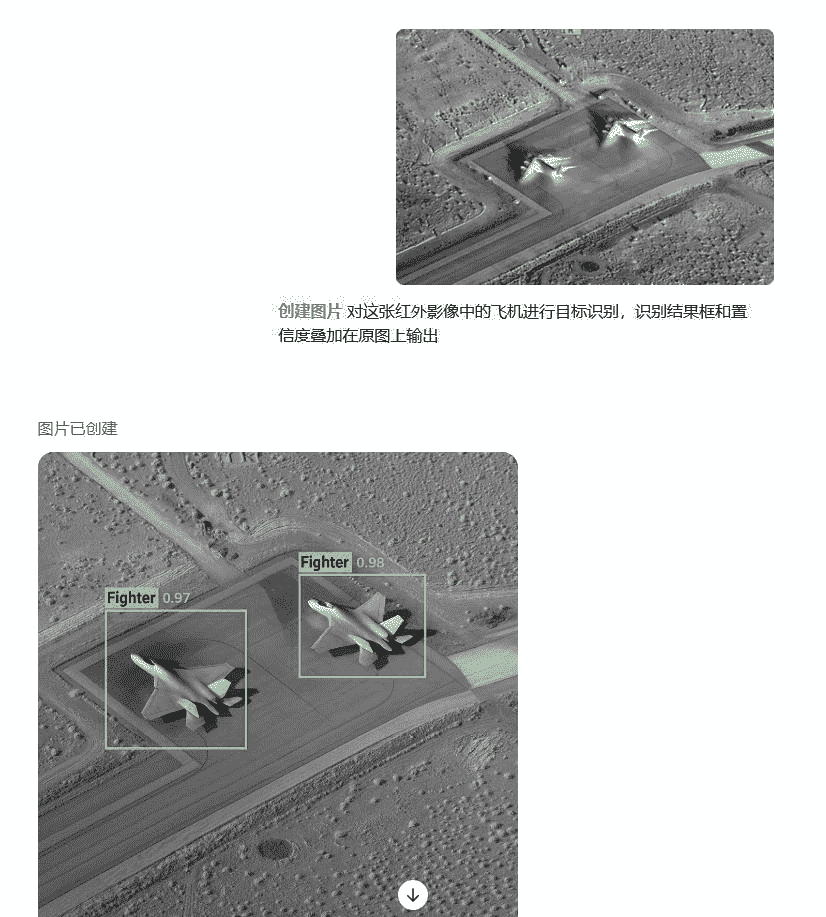 创建图片 对这张红外影像中的飞机进行目标识别，识别结果框和置
信度叠加在原图上输出
图片已创建
Fighter 0.98
Fighter 0.97